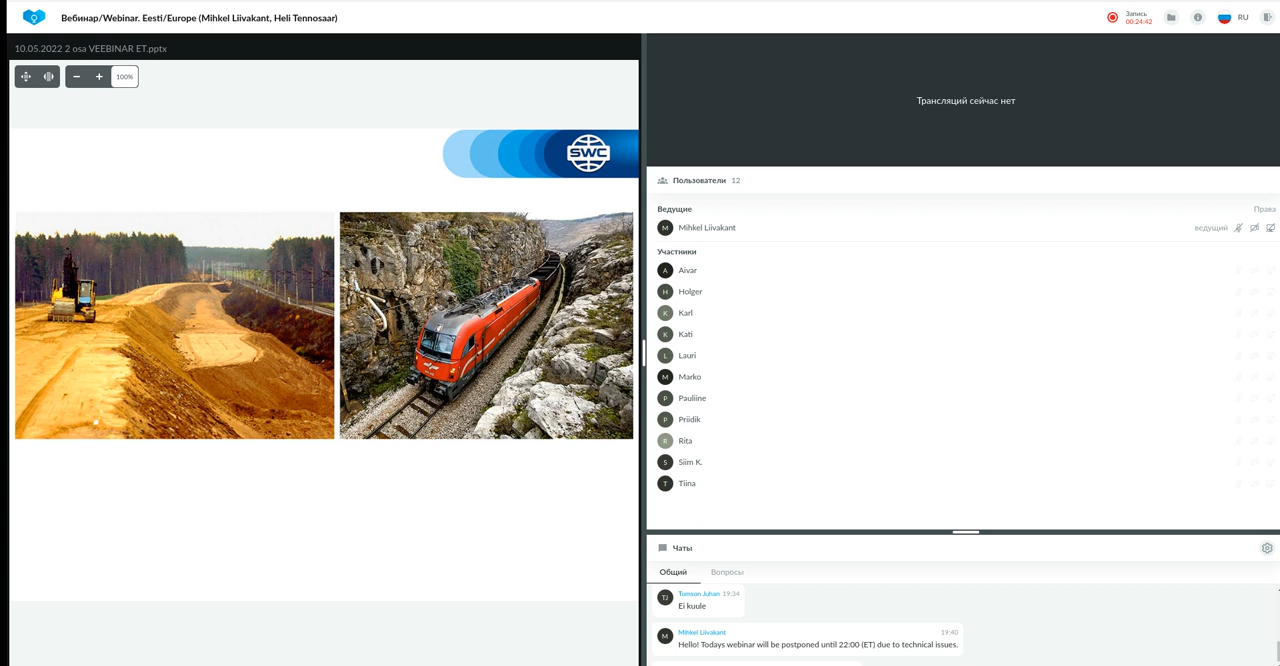 Вебинар/Webinar. Eesti/Europe (Mihkel Liivakant, Heli Tennosaar)
Запись
00:24:42
RU
10.05.2022 2 osa VEEBINAR ET.pptx
100%
SWC
Трансляций сейчас нет
Пользователи 12
Ведущие Права
M Mihkel Liivakant ведущий
Участники
A Aivar
H Holger
K Karl
K Kati
L Lauri
M Marko
P Pauliine
P Priidik
R Rita
S Siim K.
T Tiina
Чаты
Общий Вопросы
TJ Tomson Juhan 19:34
Ei kuule
M Mihkel Liivakant 19:40
Hello! Todays webinar will be postponed until 22:00 (ET) due to technical issues.